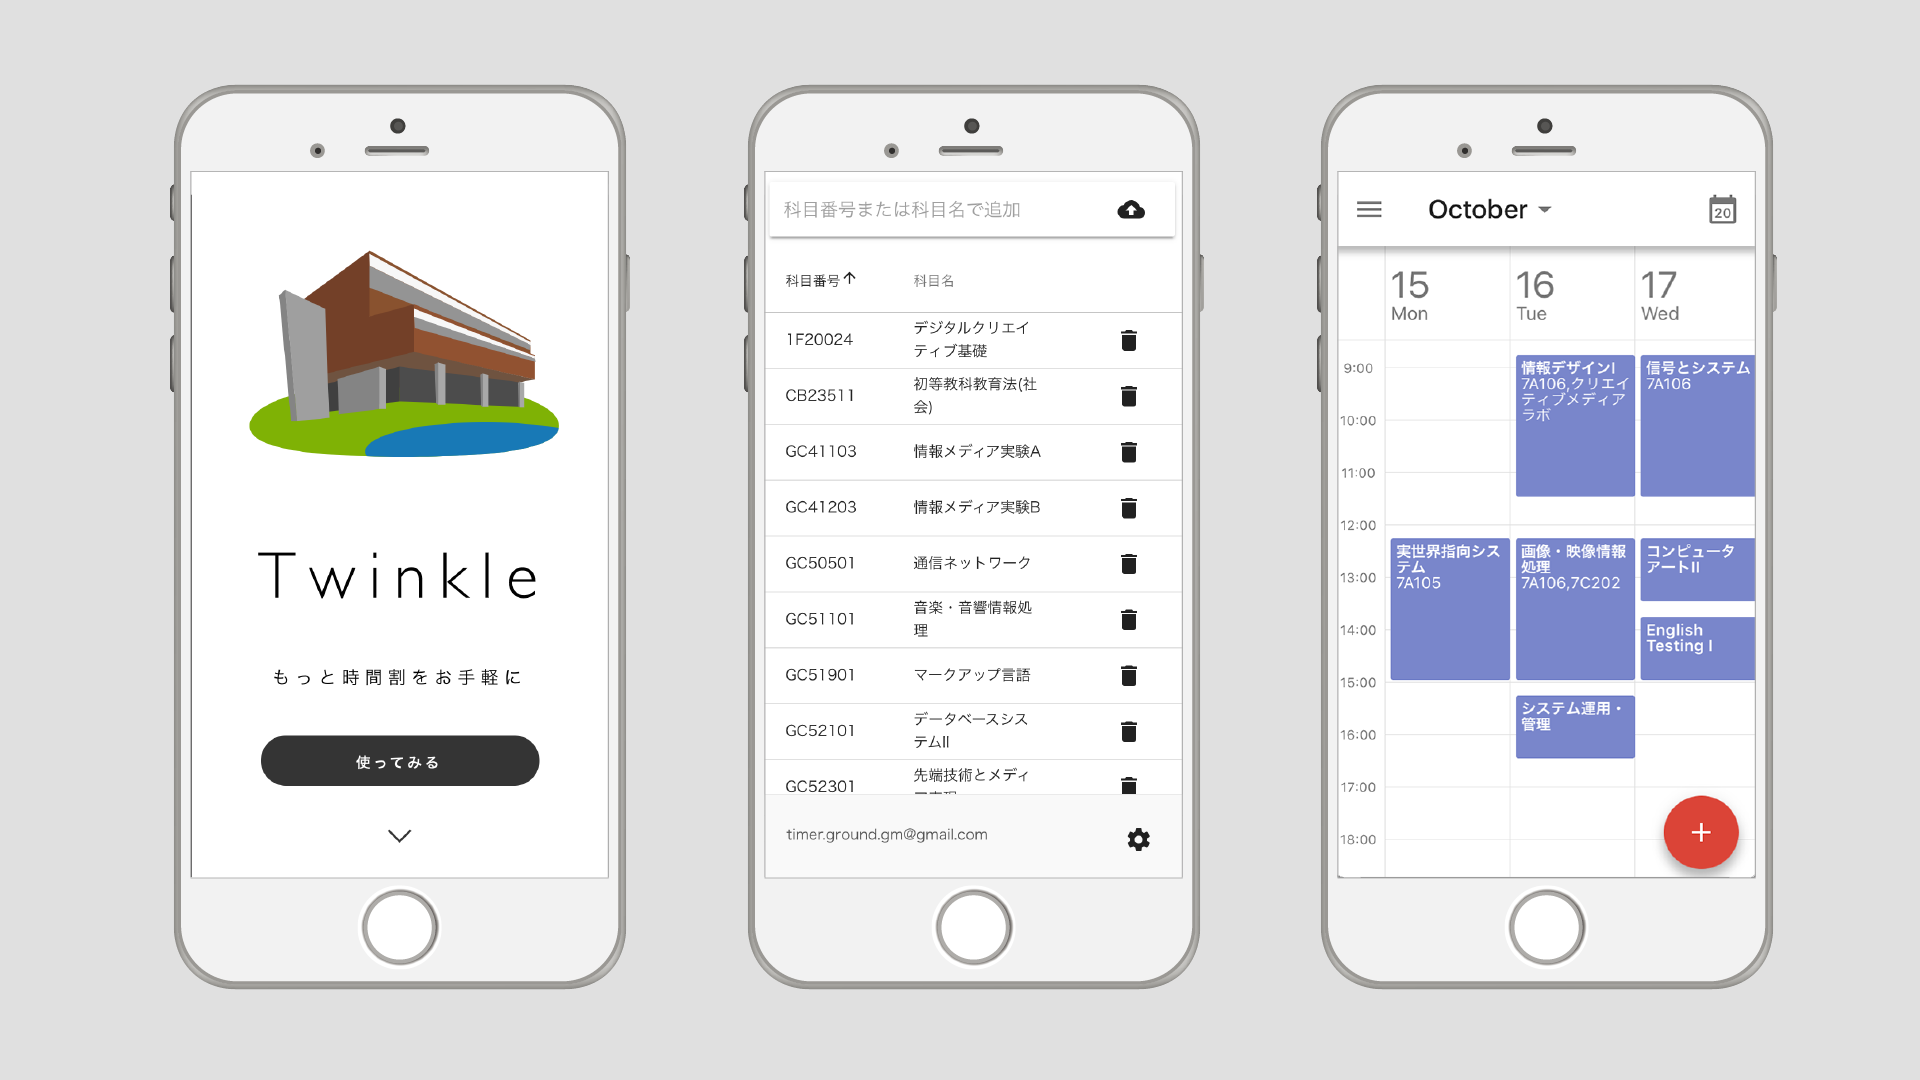 Twinkle
もっと時間割をお手軽に
使ってみる
科目番号または科目名で追加
科目番号 科目名
1F20024 デジタルクリエイ
ティブ基礎
CB23511 初等教科教育法(社
会)
GC41103 情報メディア実験A
GC41203 情報メディア実験B
GC50501 通信ネットワーク
GC51101 音楽・音響情報処
理
GC51901 マークアップ言語
GC52101 データベースシス
テムII
GC52301 先端技術とメディ
timer.ground.gm@gmail.com
October
20
15 16 17
Mon Tue Wed
9:00
10:00
11:00
12:00
13:00
14:00
15:00
16:00
17:00
18:00
情報デザインI
7A106,クリエイ
ティブメディア
ラボ
信号とシステム
7A106
実世界指向シス
テム
7A105
画像・映像情報
処理
7A106,7C202
コンピュータ
アートII
English
Testing I
システム運用・
管理